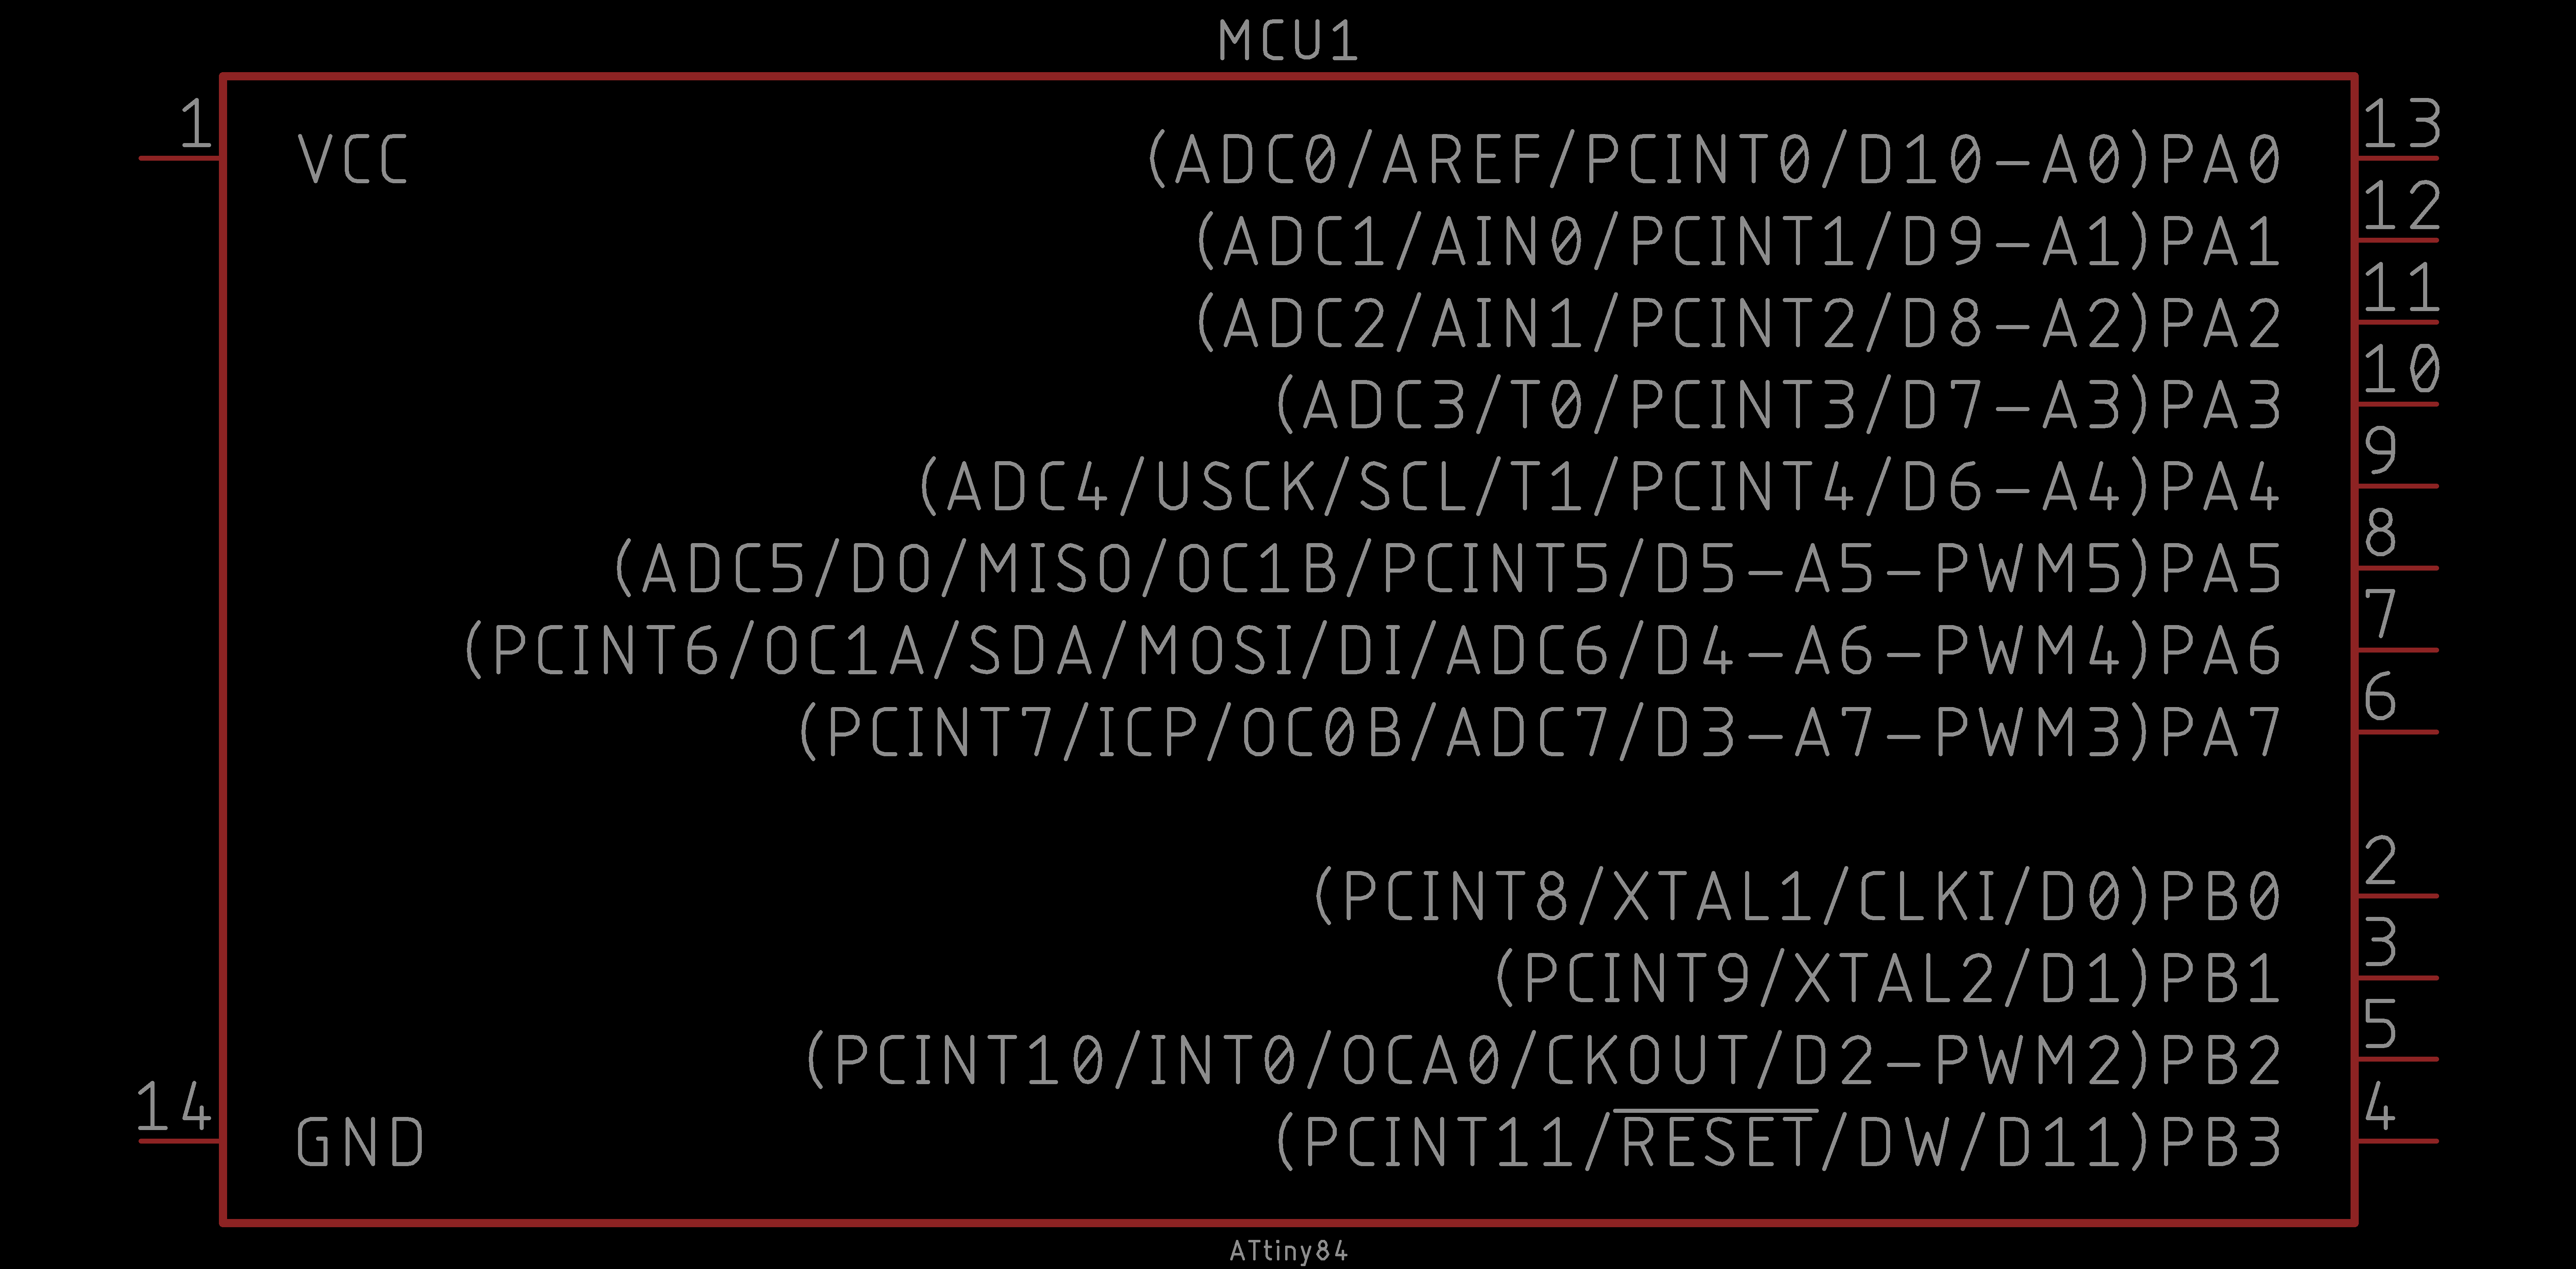 MCU1
1 VCC (ADC0/AREF/PCINT0/D10-A0)PA0 13
(ADC1/AIN0/PCINT1/D9-A1)PA1 12
(ADC2/AIN1/PCINT2/D8-A2)PA2 11
(ADC3/T0/PCINT3/D7-A3)PA3 10
(ADC4/USCK/SCL/T1/PCINT4/D6-A4)PA4 9
(ADC5/DO/MISO/OC1B/PCINT5/D5-A5-PWM5)PA5 8
(PCINT6/OC1A/SDA/MOSI/DI/ADC6/D4-A6-PWM4)PA6 7
(PCINT7/ICP/OC0B/ADC7/D3-A7-PWM3)PA7 6
(PCINT8/XTAL1/CLKI/D0)PB0 2
(PCINT9/XTAL2/D1)PB1 3
(PCINT10/INT0/OCA0/CKOUT/D2-PWM2)PB2 5
14 GND (PCINT11/RESET/DW/D11)PB3 4
ATtiny84